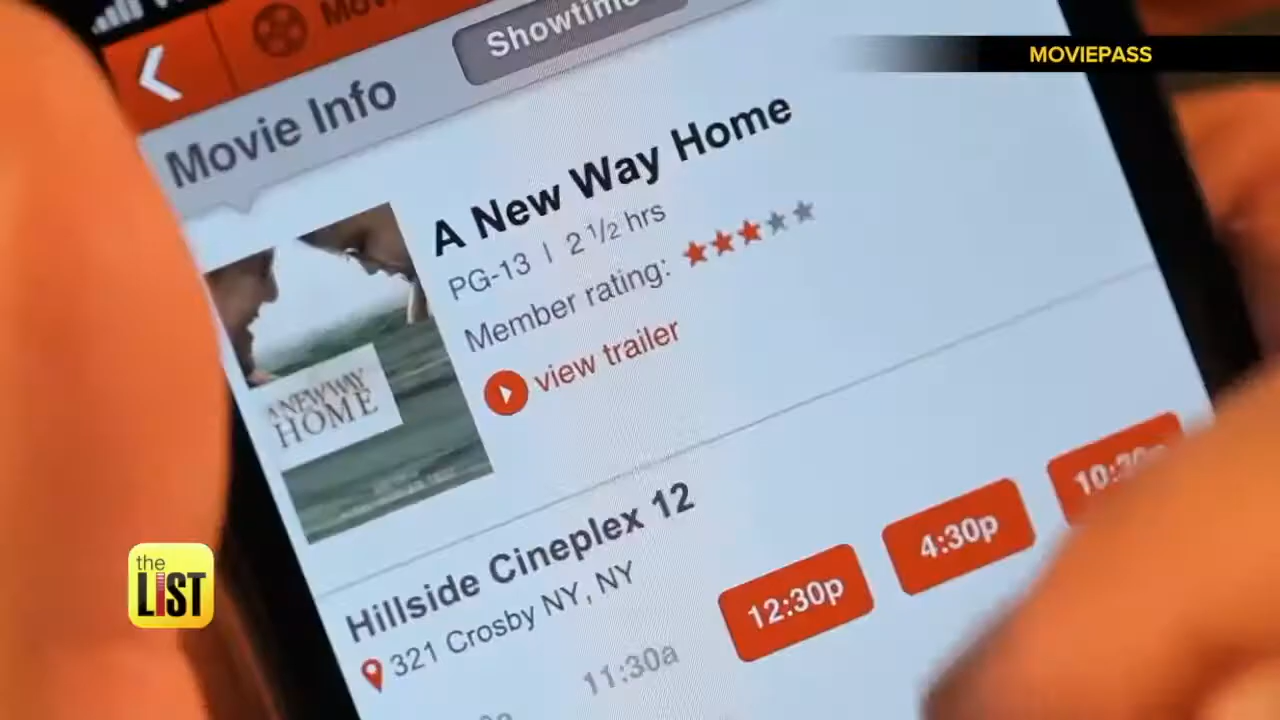 MOVIEPASS
Showtime
Movie Info
A New Way Home
PG-13 | 2 1/2 hrs
Member rating:
view trailer
A NEW WAY
HOME
Hillside Cineplex 12
321 Crosby NY, NY
11:30a
12:30p
4:30p
the
LIST